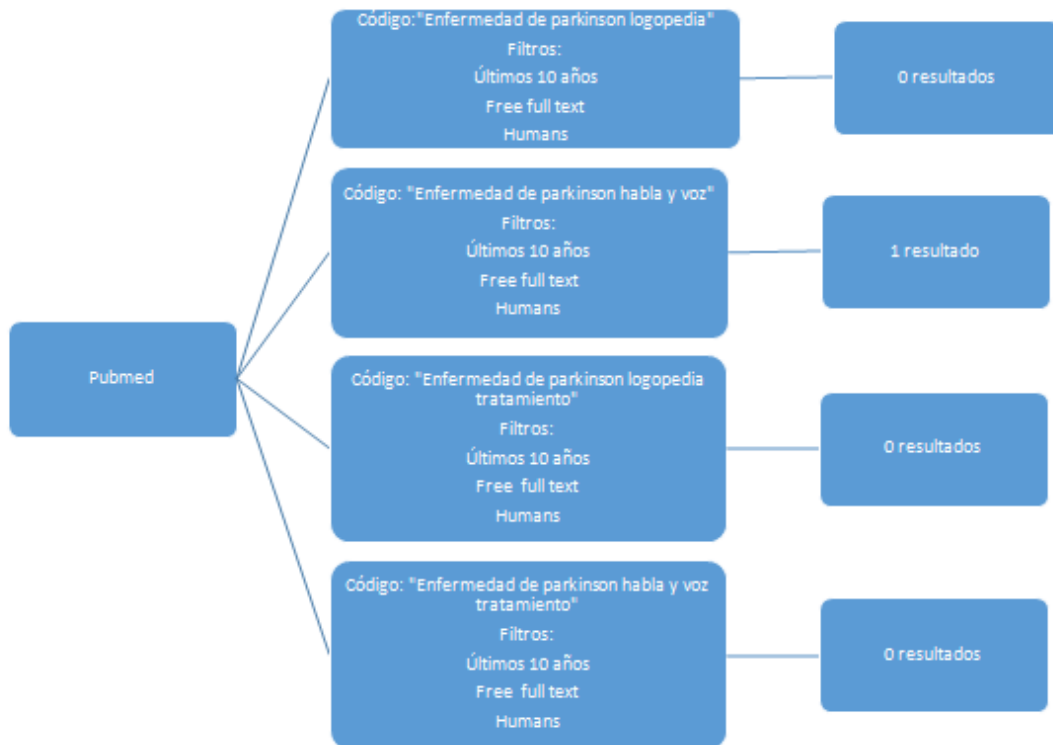 Código:"Enfermedad de parkinson logopedia"
Filtros:
Últimos 10 años
Free full text
Humans
0 resultados
Código: "Enfermedad de parkinson habla y voz"
Filtros:
Últimos 10 años
Free full text
Humans
1 resultado
Pubmed
Código: "Enfermedad de parkinson logopedia
tratamiento"
Filtros:
Últimos 10 años
Free full text
Humans
0 resultados
Código: "Enfermedad de parkinson habla y voz
tratamiento"
Filtros:
Últimos 10 años
Free full text
Humans
0 resultados